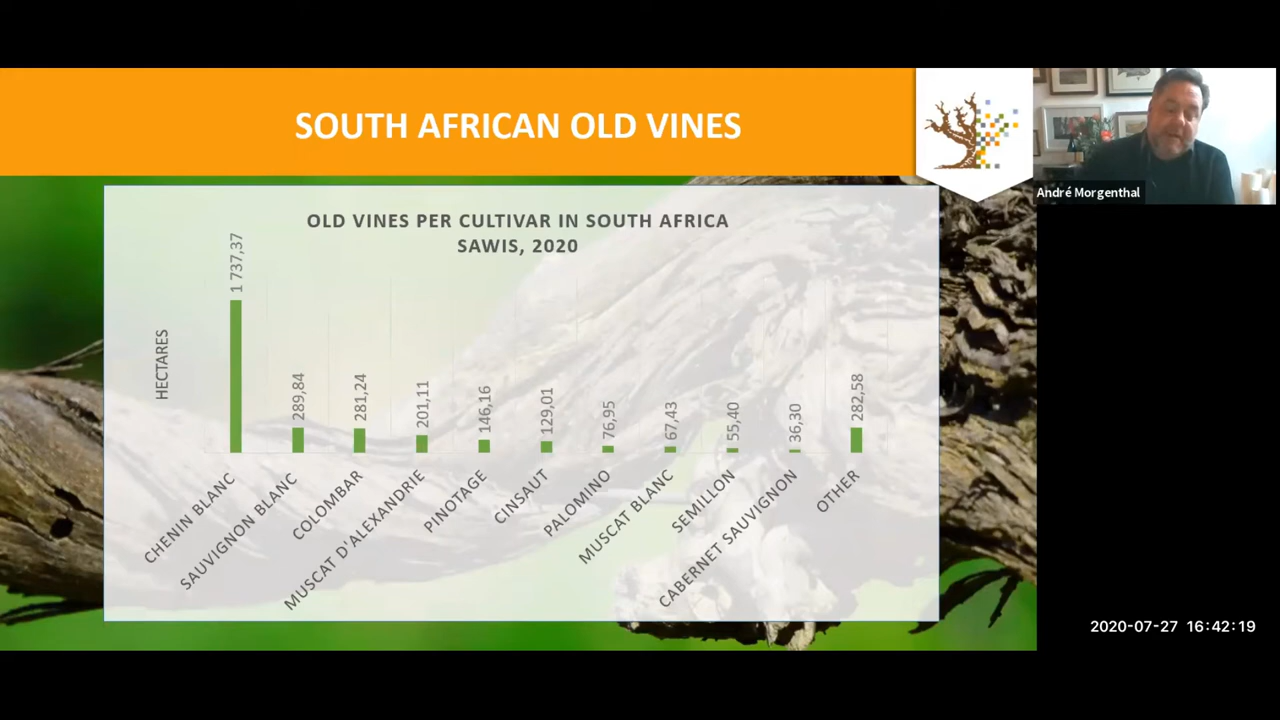 SOUTH AFRICAN OLD VINES
André Morgenthal
OLD VINES PER CULTIVAR IN SOUTH AFRICA
SAWIS, 2020
HECTARES
1 737,37
289,84
281,24
201,11
146,16
129,01
76,95
67,43
55,40
36,30
282,58
CHENIN BLANC
SAUVIGNON BLANC
COLOMBAR
MUSCAT D'ALEXANDRIE
PINOTAGE
CINSAUT
PALOMINO
MUSCAT BLANC
SEMILLON
CABERNET SAUVIGNON
OTHER
2020-07-27 16:42:19